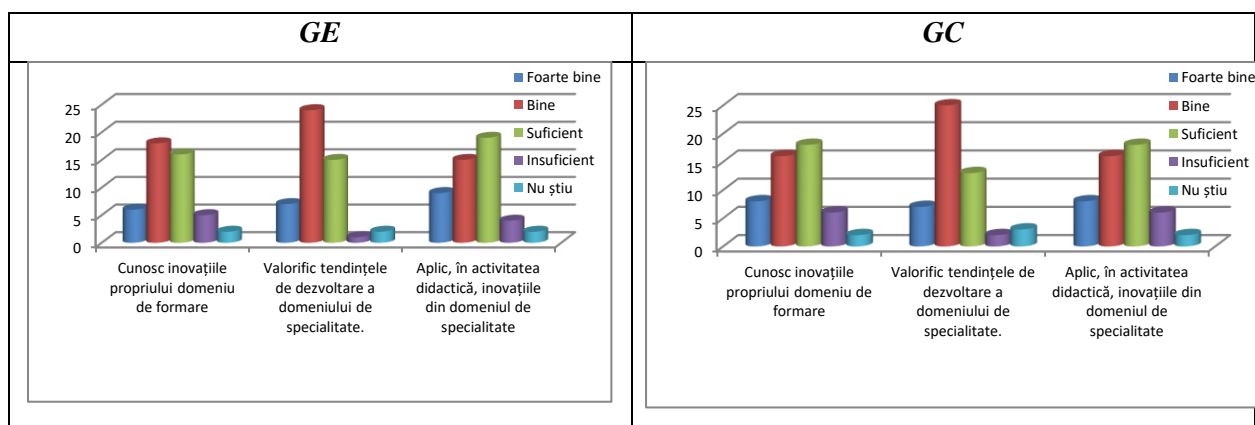 GE
GC
Foarte bine
Bine
Suficient
Insuficient
Nu știu
25
20
15
10
5
0
Cunosc inovațiile
propriului domeniu
de formare
Valorific tendințele
de dezvoltare a
domeniului de
specialitate.
Aplic, în activitatea
didactică, inovațiile
din domeniul de
specialitate
Foarte bine
Bine
Suficient
Insuficient
Nu știu
25
20
15
10
5
0
Cunosc inovațiile
propriului domeniu de
formare
Valorific tendințele de
dezvoltare a
domeniului de
specialitate.
Aplic, în activitatea
didactică, inovațiile din
domeniul de
specialitate